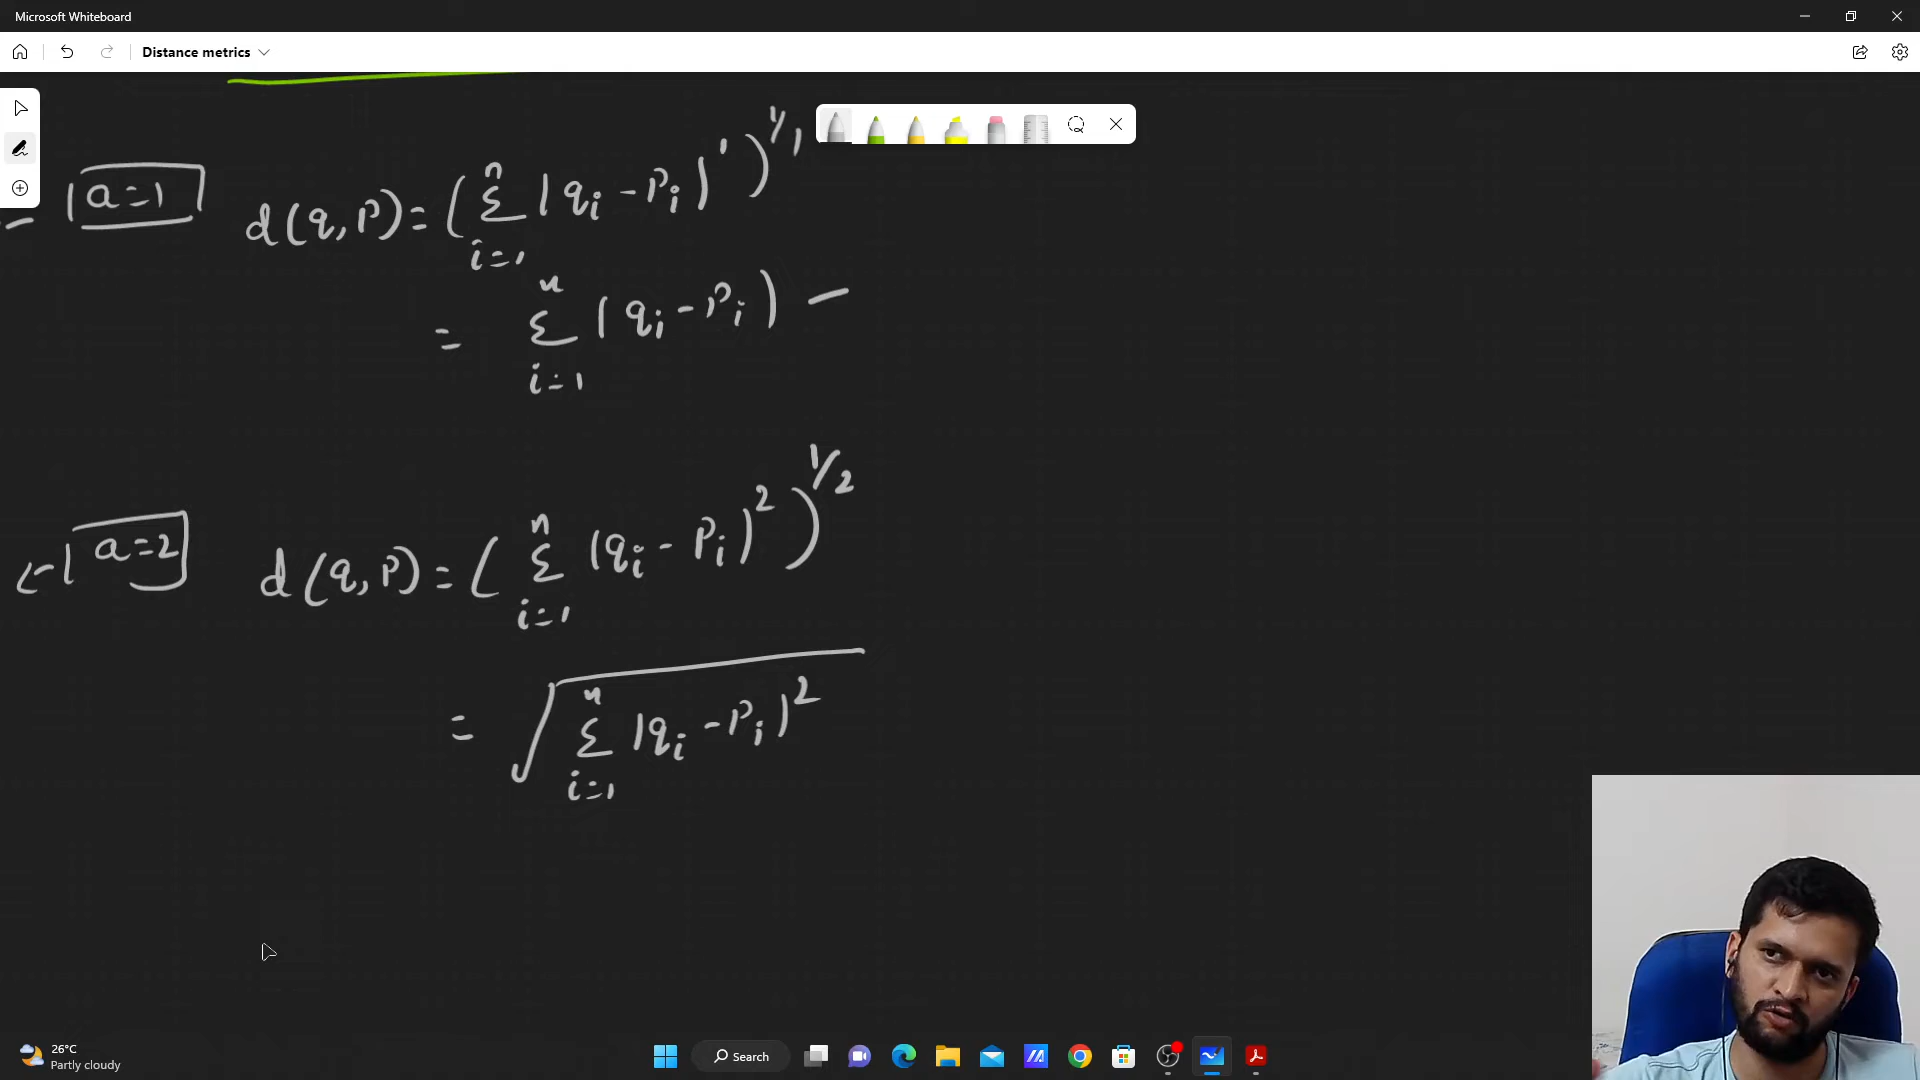 Microsoft Whiteboard
Distance metrics
a=1 d(q,p)=(Σ|qi-Pi|¹)^1/1
n
i=1
= Σ|qi-Pi| -
n
i=1
a=2 d(q,p)=(Σ|qi-Pi|²)^1/2
n
i=1
= √Σ|qi-Pi|²
n
i=1
26°C
Partly cloudy
Search